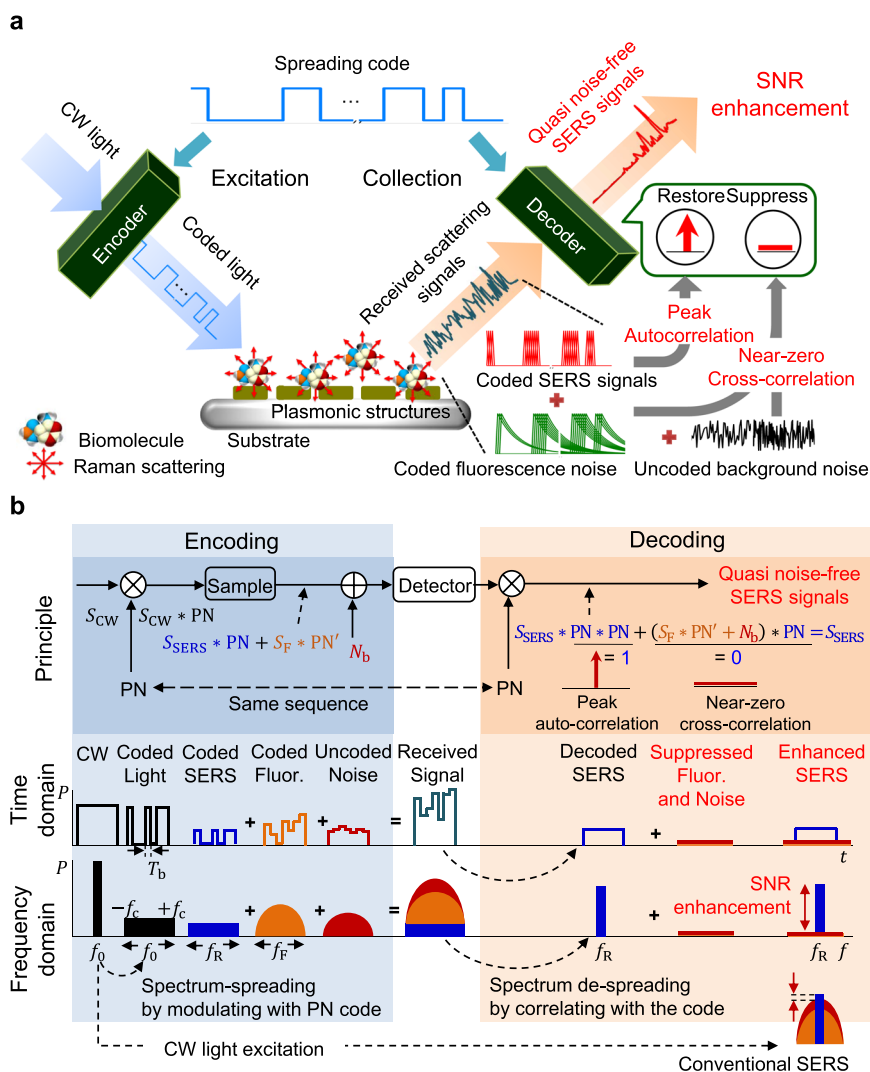 a
Spreading code
...
Quasi noise-free
SERS signals
SNR
enhancement
CW light
Excitation
Collection
Encoder
Decoder
Restore Suppress
Coded light
...
Received scattering
signals
Peak
Autocorrelation
Near-zero
Cross-correlation
Coded SERS signals
Plasmonic structures
Substrate
Biomolecule
Raman scattering
Coded fluorescence noise
Uncoded background noise
b
Encoding
Decoding
Principle
Sample
Detector
Quasi noise-free
SERS signals
S_CW
S_CW * PN
S_SERS * PN + S_F * PN′
N_b
S_SERS * PN * PN + (S_F * PN′ + N_b) * PN = S_SERS
= 1
= 0
PN
Same sequence
PN
Peak
auto-correlation
Near-zero
cross-correlation
Time
domain
CW
Coded
Light
Coded
SERS
Coded
Fluor.
Uncoded
Noise
Received
Signal
Decoded
SERS
Suppressed
Fluor.
and Noise
Enhanced
SERS
P
+
+
=
+
T_b
t
Frequency
domain
P
−f_c
+f_c
+
+
=
+
SNR
enhancement
f_0
f_0
f_R
f_F
f_R
f_R
f
Spectrum-spreading
by modulating with PN code
Spectrum de-spreading
by correlating with the code
CW light excitation
Conventional SERS